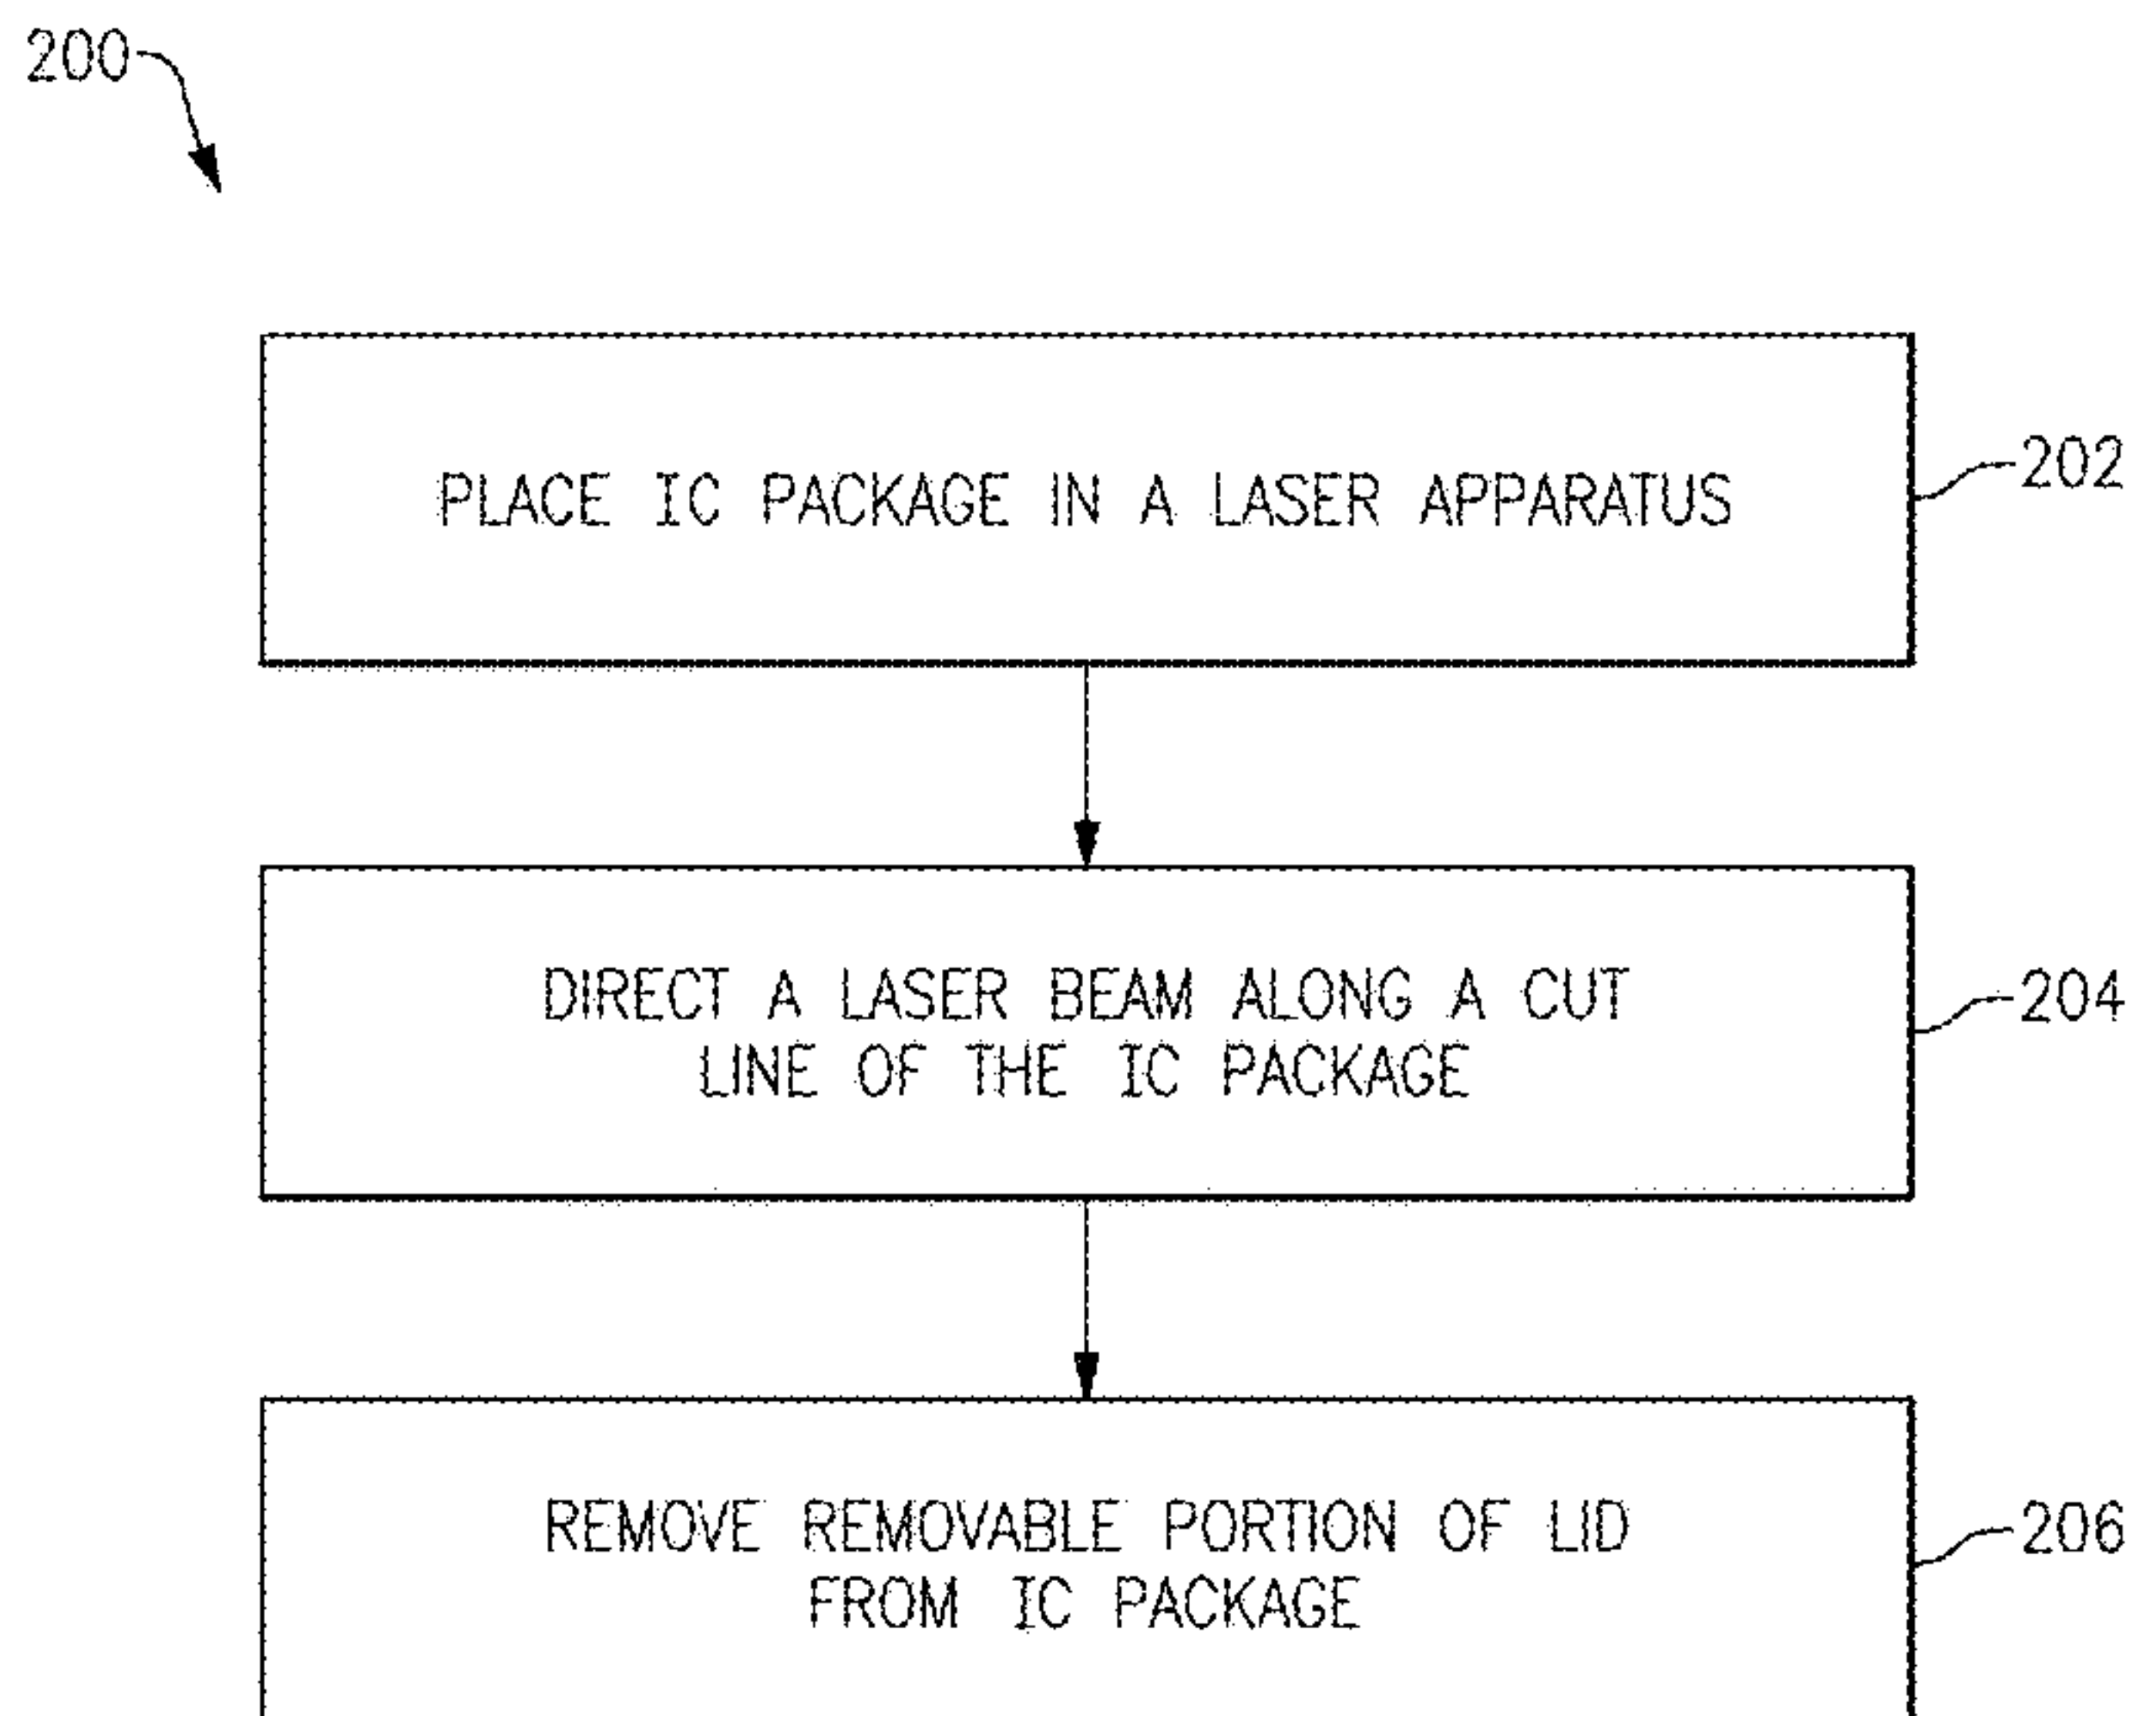 200
PLACE IC PACKAGE IN A LASER APPARATUS
202
DIRECT A LASER BEAM ALONG A CUT
LINE OF THE IC PACKAGE
204
REMOVE REMOVABLE PORTION OF LID
FROM IC PACKAGE
206